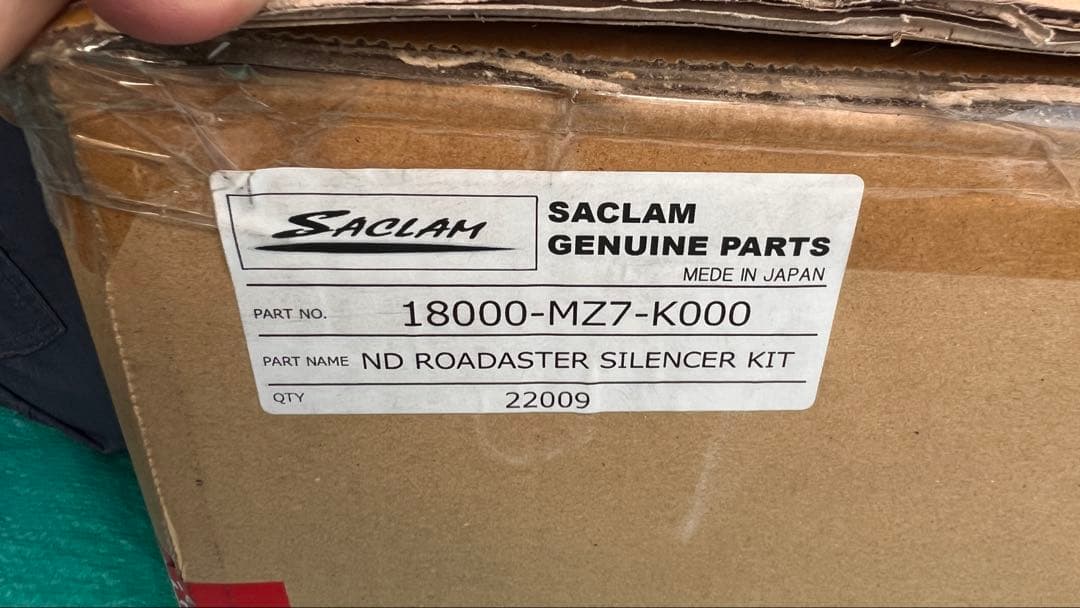 SACLAM
SACLAM
GENUINE PARTS
MEDE IN JAPAN
PART NO. 18000-MZ7-K000
PART NAME ND ROADASTER SILENCER KIT
QTY 22009